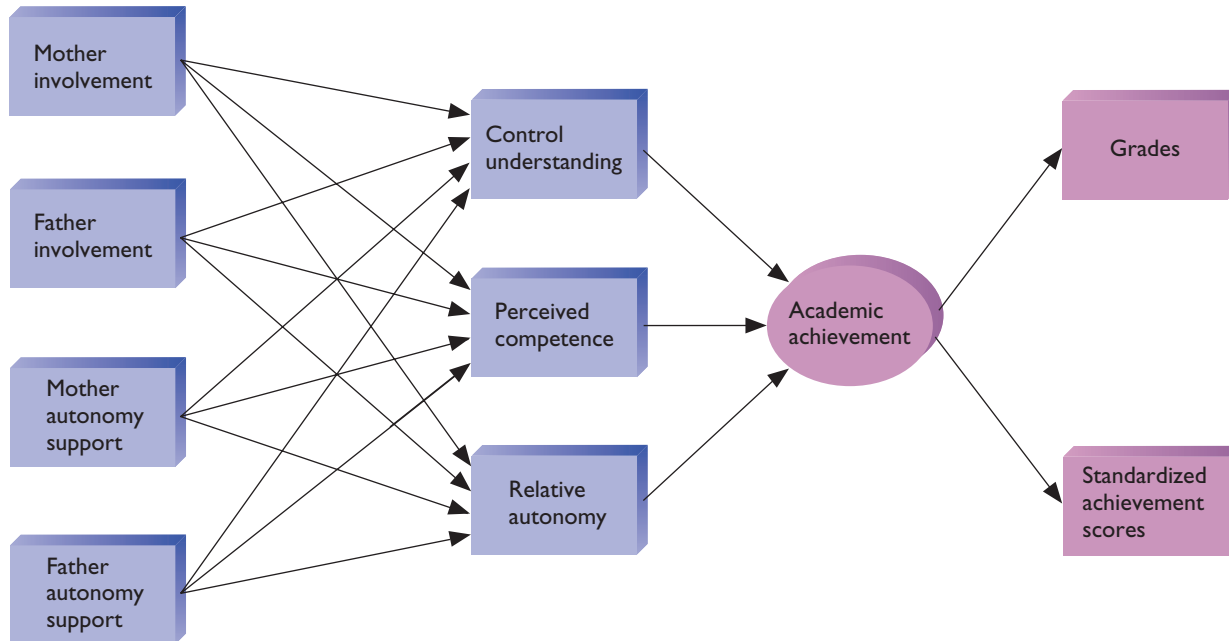 Mother
involvement
Father
involvement
Mother
autonomy
support
Father
autonomy
support
Control
understanding
Perceived
competence
Relative
autonomy
Academic
achievement
Grades
Standardized
achievement
scores